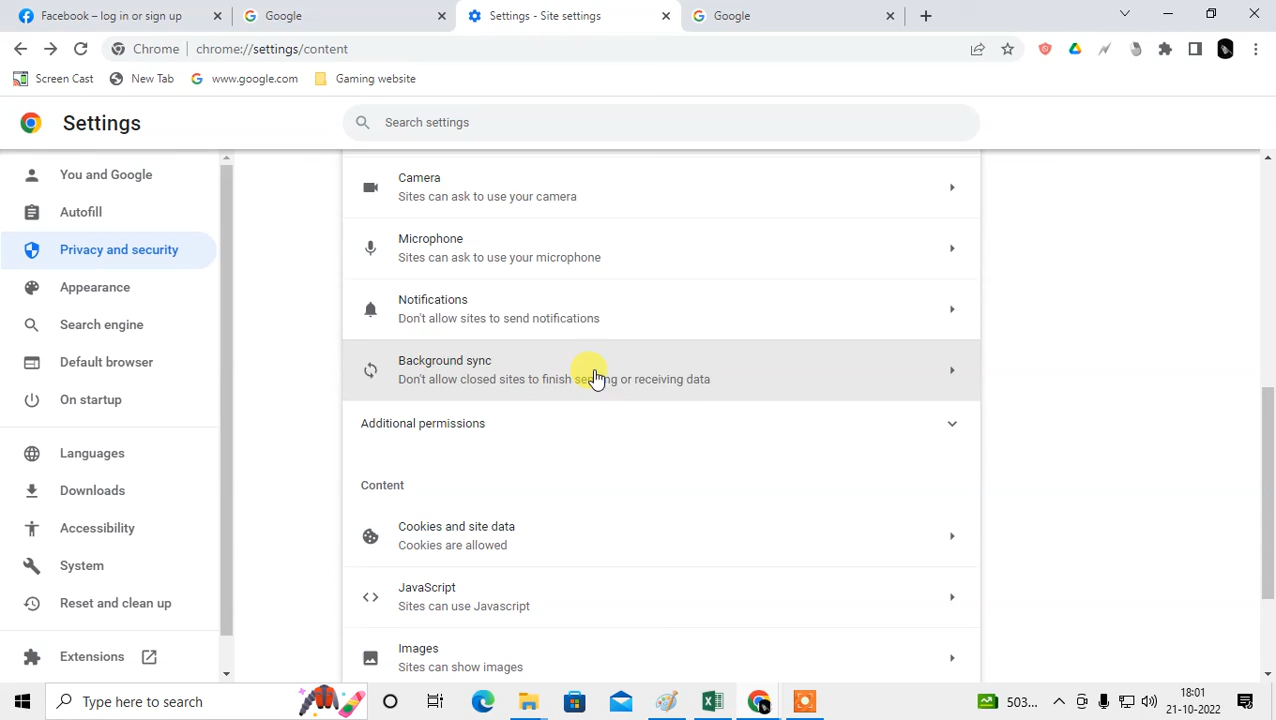 Facebook – log in or sign up
Google
Settings - Site settings
Google
Chrome
chrome://settings/content
Screen Cast
New Tab
www.google.com
Gaming website
Settings
Search settings
You and Google
Autofill
Privacy and security
Appearance
Search engine
Default browser
On startup
Languages
Downloads
Accessibility
System
Reset and clean up
Extensions
Camera
Sites can ask to use your camera
Microphone
Sites can ask to use your microphone
Notifications
Don't allow sites to send notifications
Background sync
Don't allow closed sites to finish sending or receiving data
Additional permissions
Content
Cookies and site data
Cookies are allowed
JavaScript
Sites can use Javascript
Images
Sites can show images
Type here to search
503...
18:01
21-10-2022